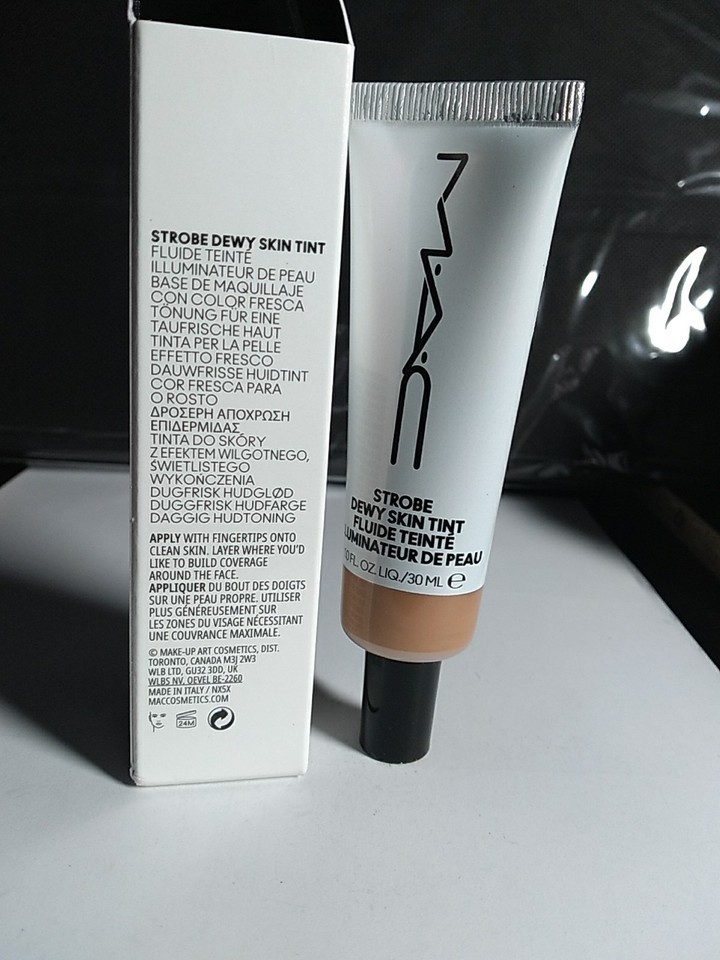 STROBE DEWY SKIN TINT
FLUIDE TEINTÉ
ILLUMINATEUR DE PEAU
BASE DE MAQUILLAJE
CON COLOR FRESCA
TÖNUNG FÜR EINE
TAUFRISCHE HAUT
TINTA PER LA PELLE
EFFETTO FRESCO
DAUWFRISSE HUIDTINT
COR FRESCA PARA
O ROSTO
ΔΡΟΣΕΡΗ ΑΠΟΧΡΩΣΗ
ΕΠΙΔΕΡΜΙΔΑΣ
TINTA DO SKÓRY
Z EFEKTEM WILGOTNEGO,
ŚWIETLISTEGO
WYKOŃCZENIA
DUGFRISK HUDGLØD
DUGGFRISK HUDFARGE
DAGGIG HUDTONING
APPLY WITH FINGERTIPS ONTO
CLEAN SKIN. LAYER WHERE YOU'D
LIKE TO BUILD COVERAGE
AROUND THE FACE.
APPLIQUER DU BOUT DES DOIGTS
SUR UNE PEAU PROPRE. UTILISER
PLUS GÉNÉREUSEMENT SUR
LES ZONES DU VISAGE NÉCESSITANT
UNE COUVRANCE MAXIMALE.
© MAKE-UP ART COSMETICS, DIST.
TORONTO, CANADA M3J 2W3
WLB LTD, GU32 3DD, UK
WLBS NV, OEVEL BE-2260
MADE IN ITALY / NX5X
MACCOSMETICS.COM
24M
MAC
STROBE
DEWY SKIN TINT
FLUIDE TEINTÉ
LUMINATEUR DE PEAU
1.0 FL. OZ. LIQ./30 ML e